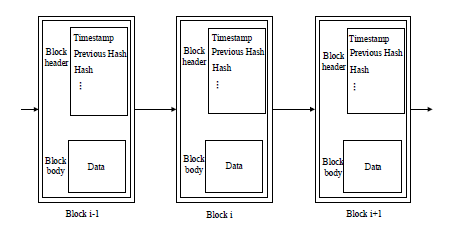 Block
header
Timestamp
Previous Hash
Hash
⋮
Block
body
Data
Block i-1
Block
header
Timestamp
Previous Hash
Hash
⋮
Block
body
Data
Block i
Block
header
Timestamp
Previous Hash
Hash
⋮
Block
body
Data
Block i+1